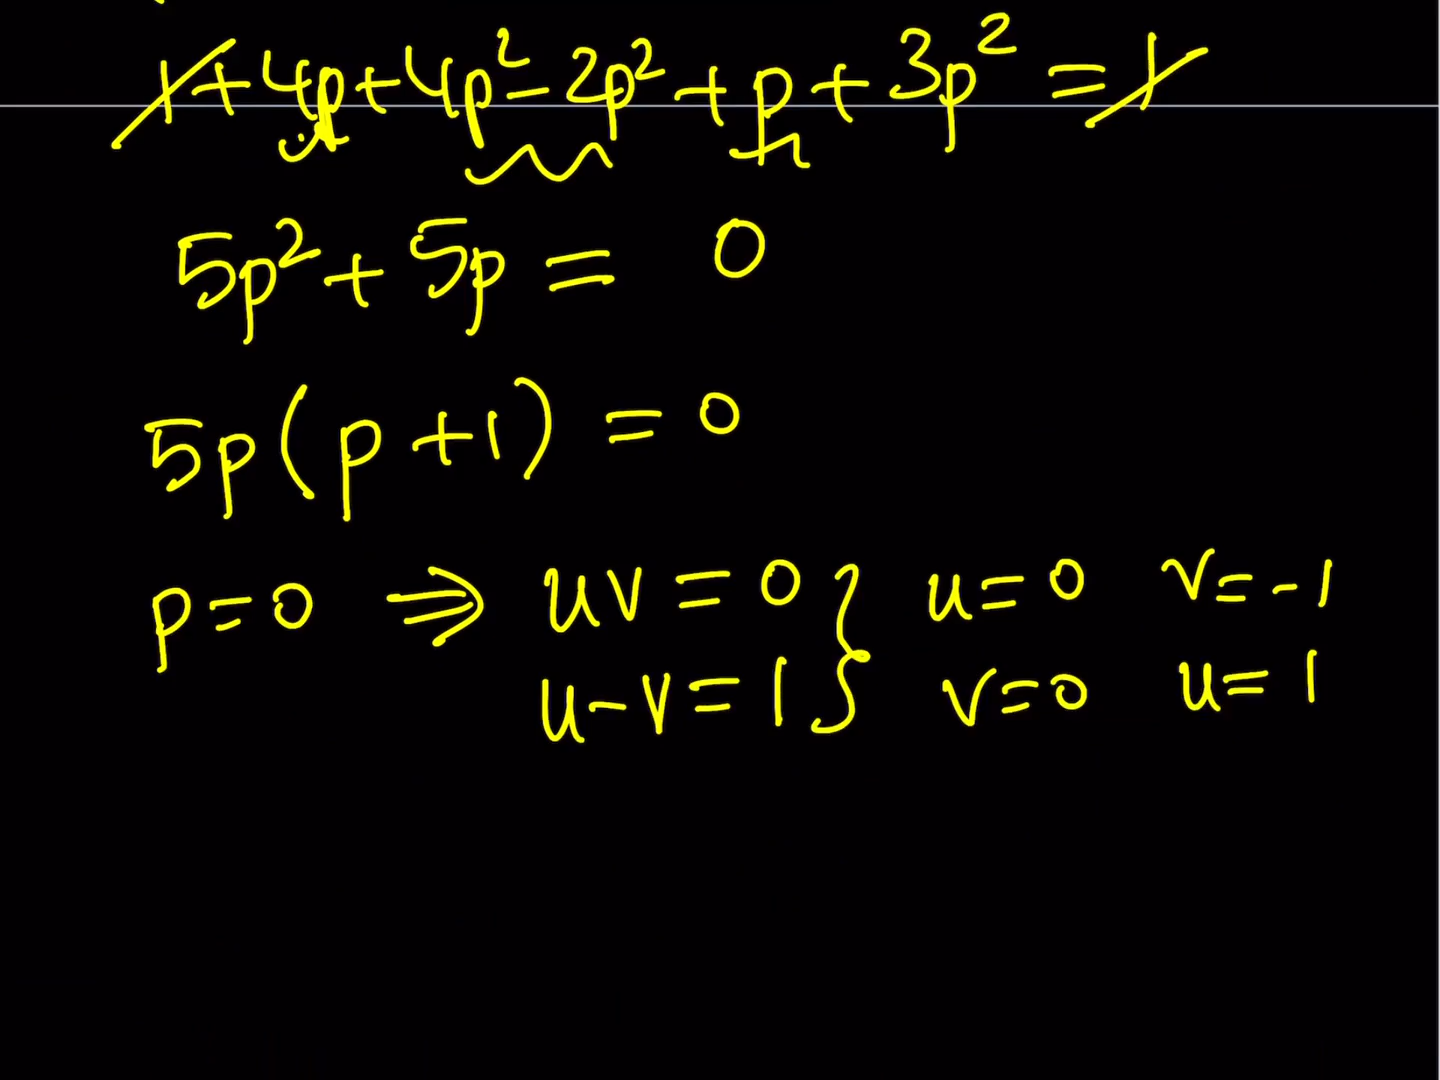 1+4p+4p²-2p²+p+3p²=1
5p²+5p= 0
5p(p+1)=0
p=0 ⇒ uv=0 } u=0 v=-1
u-v=1 } v=0 u=1